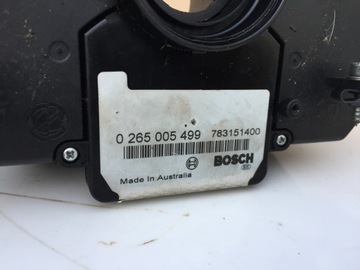 0 265 005 499 783151400
BOSCH
Made In Australia